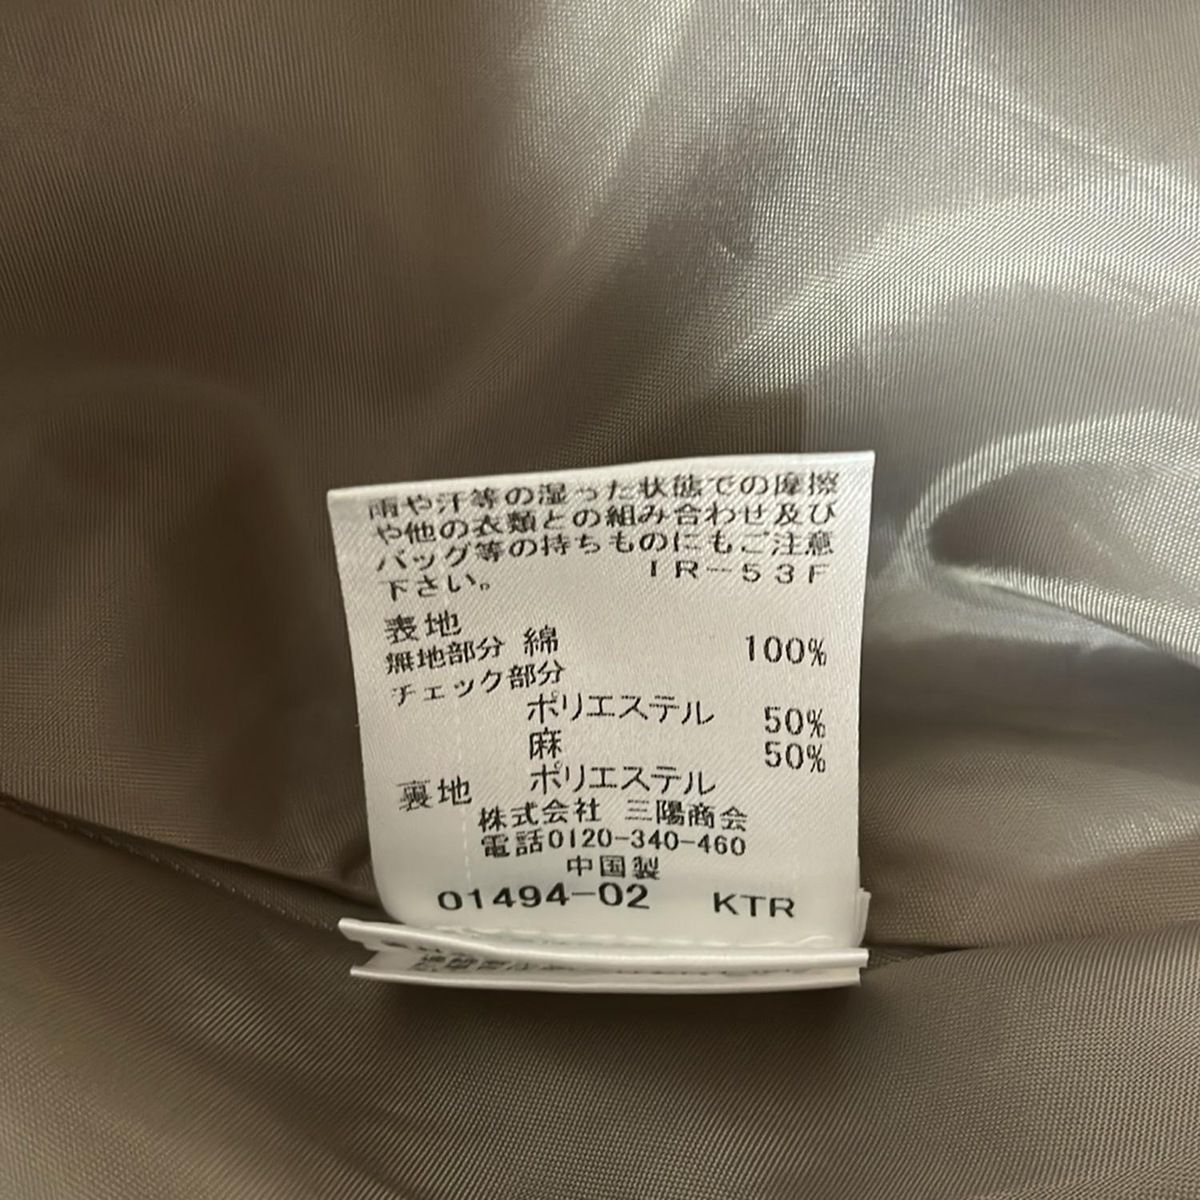 雨や汗等の湿った状態での摩擦
や他の衣類との組み合わせ及び
バッグ等の持ちものにもご注意
下さい。 IR-53F
表地
無地部分 綿 100%
チェック部分
ポリエステル 50%
麻 50%
裏地 ポリエステル
株式会社 三陽商会
電話0120-340-460
中国製
01494-02 KTR